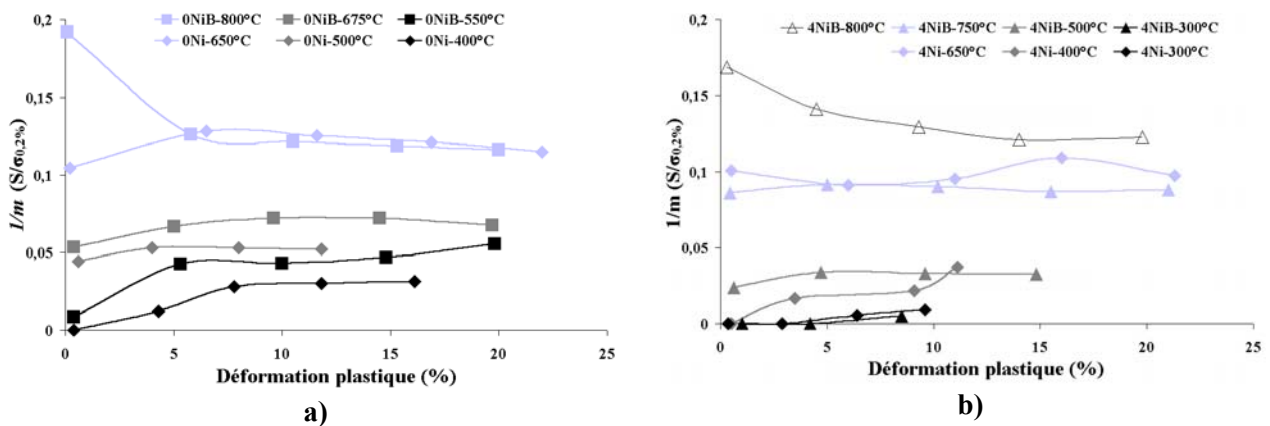 0NiB-800°C 0NiB-675°C 0NiB-550°C
0Ni-650°C 0Ni-500°C 0Ni-400°C
1/m (S/σ0,2%)
0,2
0,15
0,1
0,05
0
0 5 10 15 20 25
Déformation plastique (%)
a)
4NiB-800°C 4NiB-750°C 4NiB-500°C 4NiB-300°C
4Ni-650°C 4Ni-400°C 4Ni-300°C
1/m (S/σ0,2%)
0,2
0,15
0,1
0,05
0
0 5 10 15 20 25
Déformation plastique (%)
b)